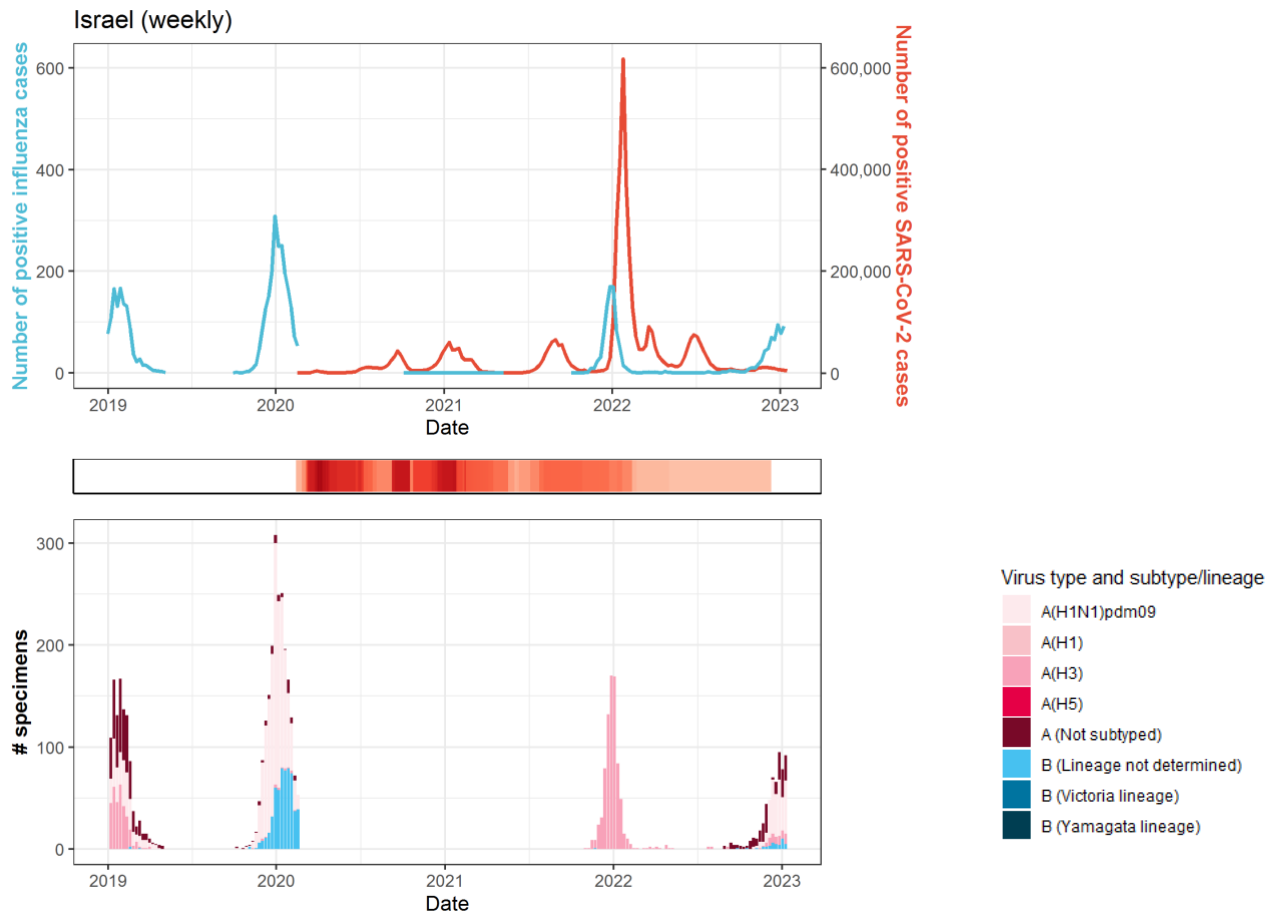 Israel (weekly)
Number of positive influenza cases
600
400
200
0
600,000
400,000
200,000
0
Number of positive SARS-CoV-2 cases
2019 2020 2021 2022 2023
Date
# specimens
300
200
100
0
2019 2020 2021 2022 2023
Date
Virus type and subtype/lineage
A(H1N1)pdm09
A(H1)
A(H3)
A(H5)
A (Not subtyped)
B (Lineage not determined)
B (Victoria lineage)
B (Yamagata lineage)